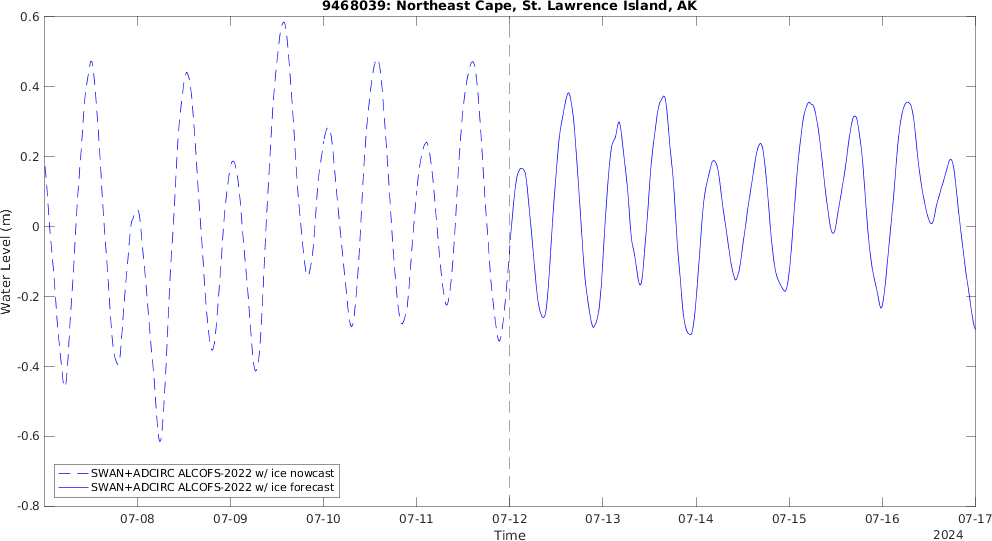 9468039: Northeast Cape, St. Lawrence Island, AK
0.6
0.4
0.2
0
-0.2
-0.4
-0.6
-0.8
Water Level (m)
SWAN+ADCIRC ALCOFS-2022 w/ ice nowcast
SWAN+ADCIRC ALCOFS-2022 w/ ice forecast
07-08 07-09 07-10 07-11 07-12 07-13 07-14 07-15 07-16 07-17
Time
2024